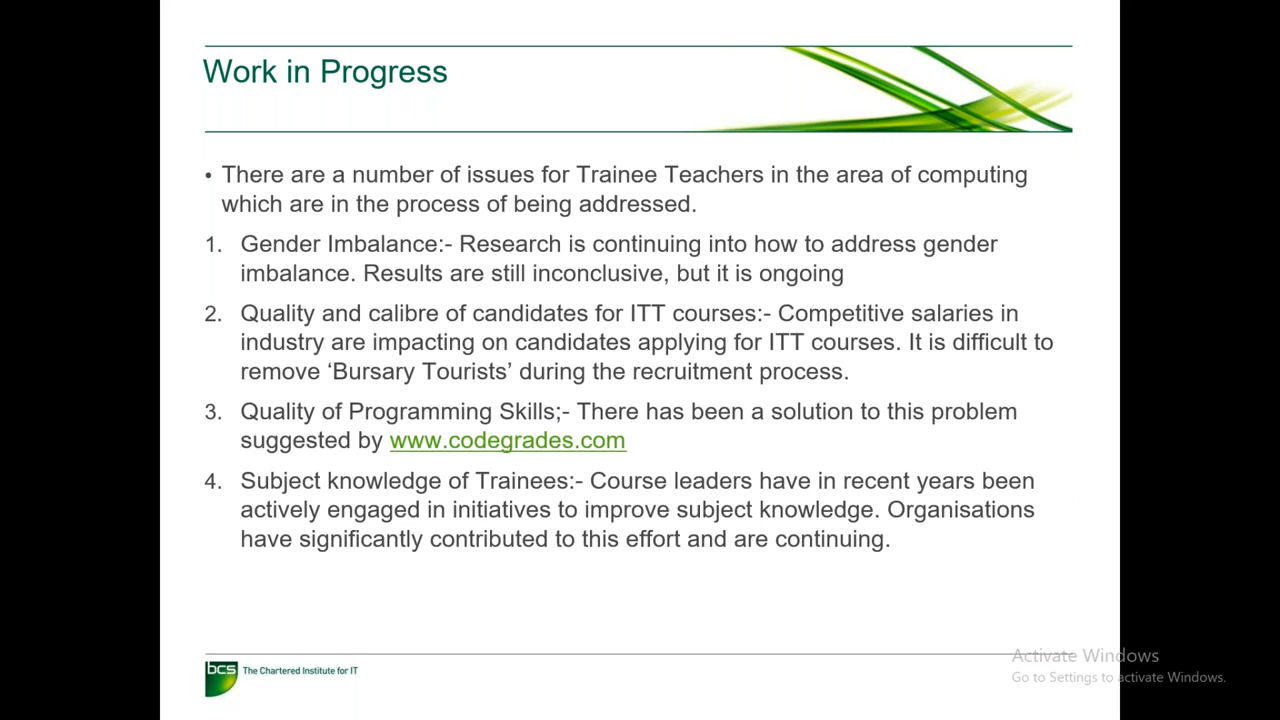 Work in Progress
• There are a number of issues for Trainee Teachers in the area of computing
which are in the process of being addressed.
1. Gender Imbalance:- Research is continuing into how to address gender
imbalance. Results are still inconclusive, but it is ongoing
2. Quality and calibre of candidates for ITT courses:- Competitive salaries in
industry are impacting on candidates applying for ITT courses. It is difficult to
remove ‘Bursary Tourists’ during the recruitment process.
3. Quality of Programming Skills;- There has been a solution to this problem
suggested by www.codegrades.com
4. Subject knowledge of Trainees:- Course leaders have in recent years been
actively engaged in initiatives to improve subject knowledge. Organisations
have significantly contributed to this effort and are continuing.
bcs The Chartered Institute for IT
Activate Windows
Go to Settings to activate Windows.